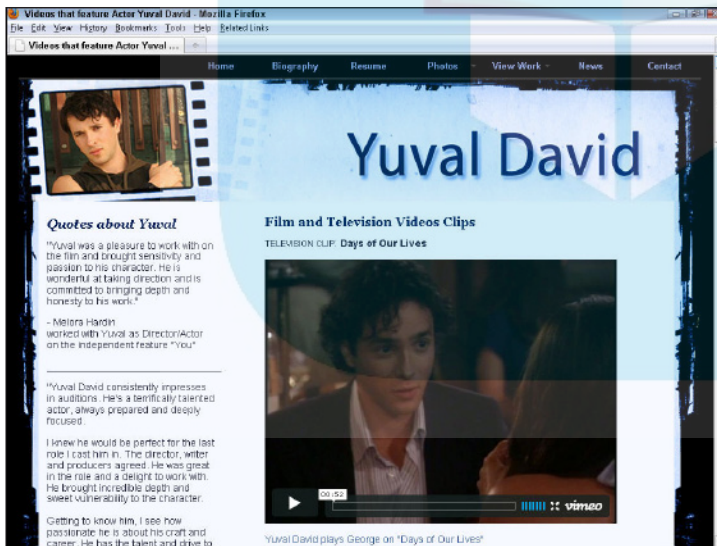 Videos that feature Actor Yuval David - Mozilla Firefox
File Edit View History Bookmarks Tools Help Related Links
Videos that feature Actor Yuval ...
Home Biography Resume Photos View Work News Contact
Yuval David
Quotes about Yuval
"Yuval was a pleasure to work with on
the film and brought sensitivity and
passion to his character. He is
wonderful at taking direction and is
committed to bringing depth and
honesty to his work."
- Melora Hardin
worked with Yuval as Director/Actor
on the independent feature "You"
"Yuval David consistently impresses
in auditions. He's a terrifically talented
actor, always prepared and deeply
focused.
I knew he would be perfect for the last
role I cast him in. The director, writer
and producers agreed. He was great
in the role and a delight to work with.
He brought incredible depth and
sweet vulnerability to the character.
Getting to know him, I see how
passionate he is about his craft and
career. He has the talent and drive to
Film and Television Videos Clips
TELEVISION CLIP: Days of Our Lives
00:52
vimeo
Yuval David plays George on "Days of Our Lives"